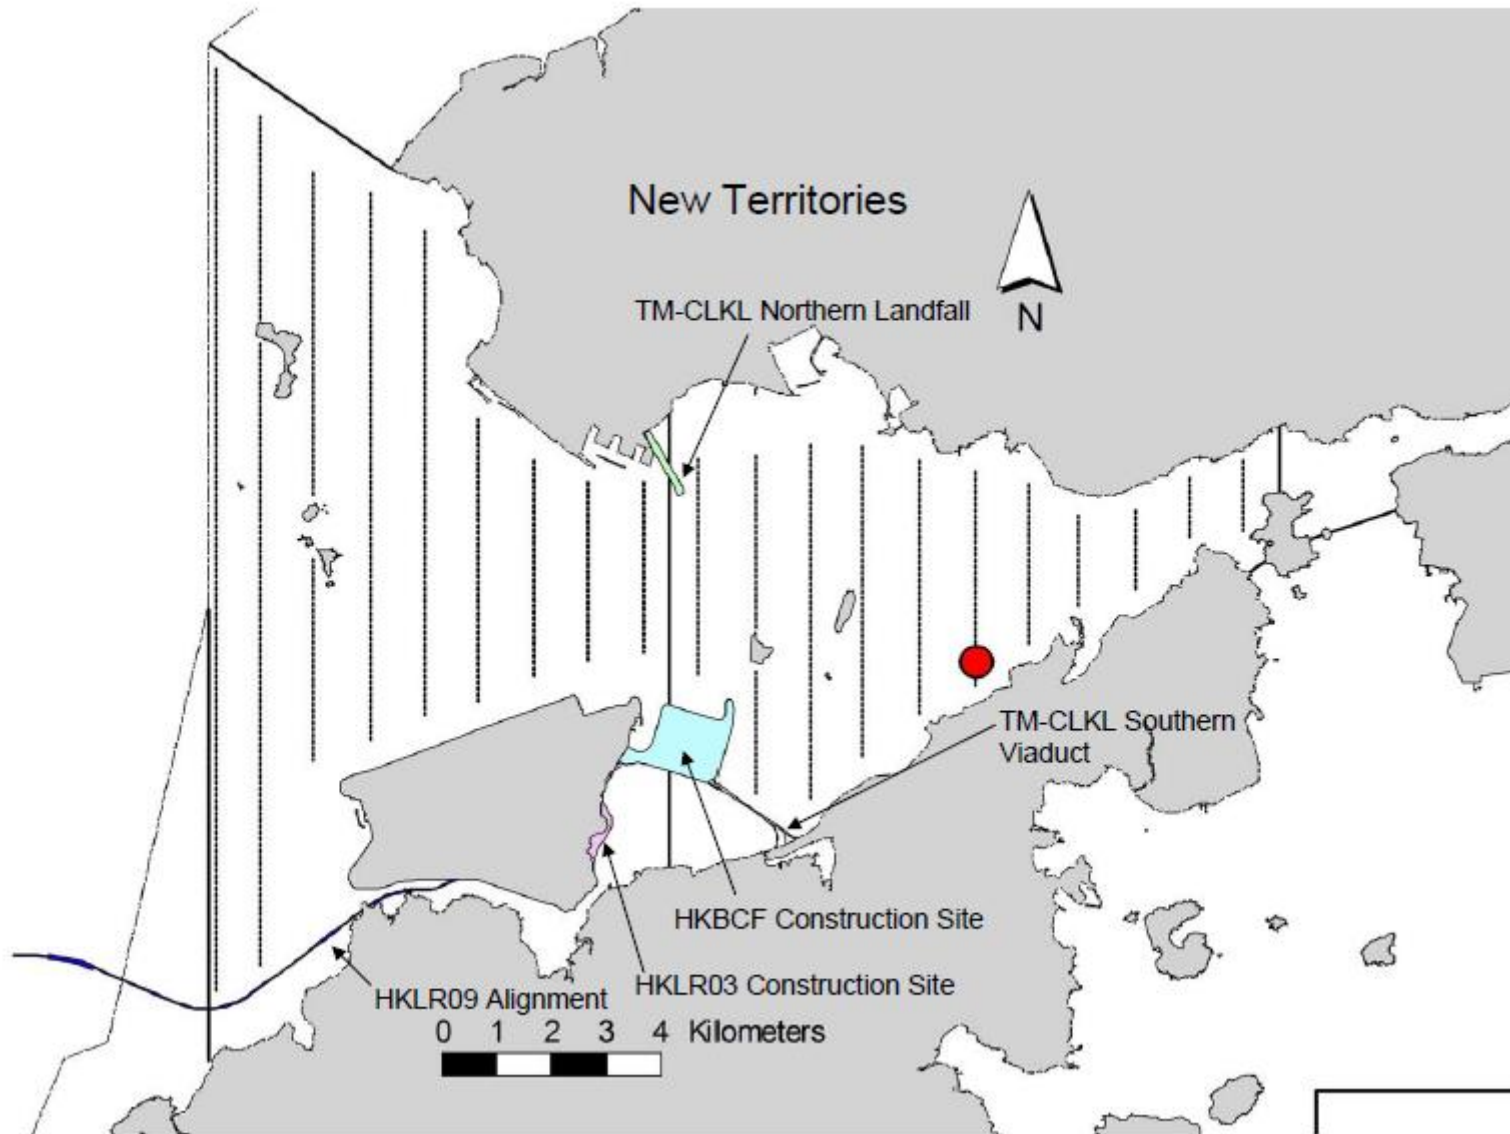 New Territories
TM-CLKL Northern Landfall
N
TM-CLKL Southern
Viaduct
HKBCF Construction Site
HKLR03 Construction Site
HKLR09 Alignment
0 1 2 3 4 Kilometers